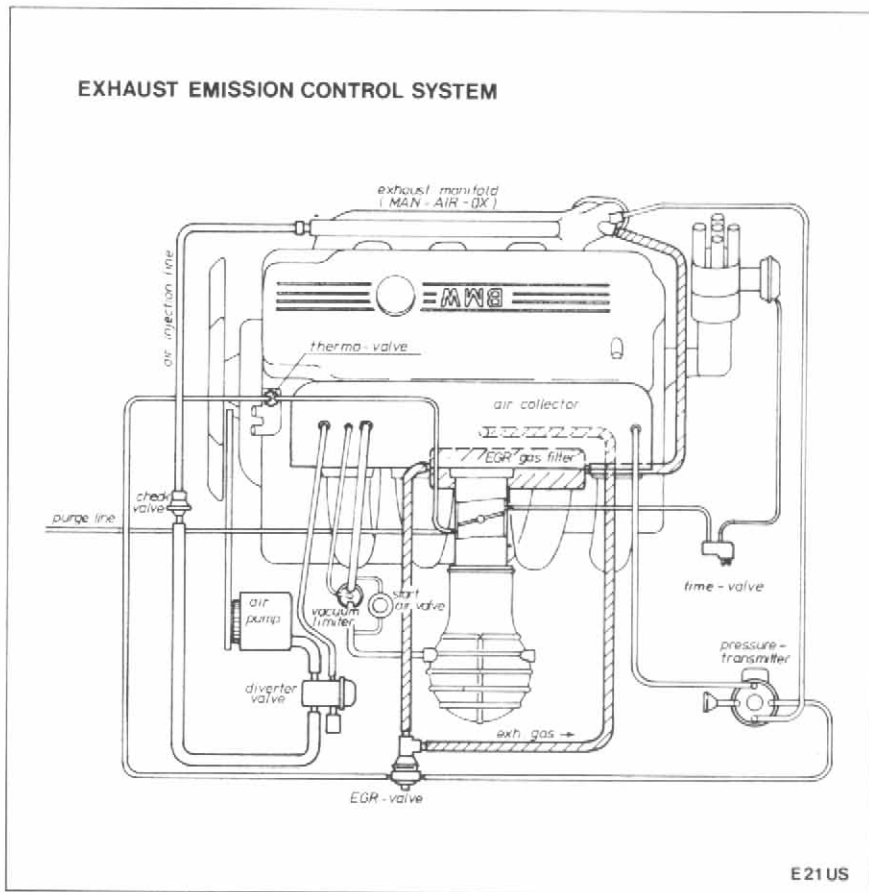 EXHAUST EMISSION CONTROL SYSTEM
exhaust manifold
(MAN-AIR-OX)
air injection line
BMW
thermo-valve
air collector
EGR gas filter
check
valve
purge line
time-valve
air
pump
vacuum
limiter
start
air valve
pressure-
transmitter
diverter
valve
exh. gas →
EGR-valve
E21US